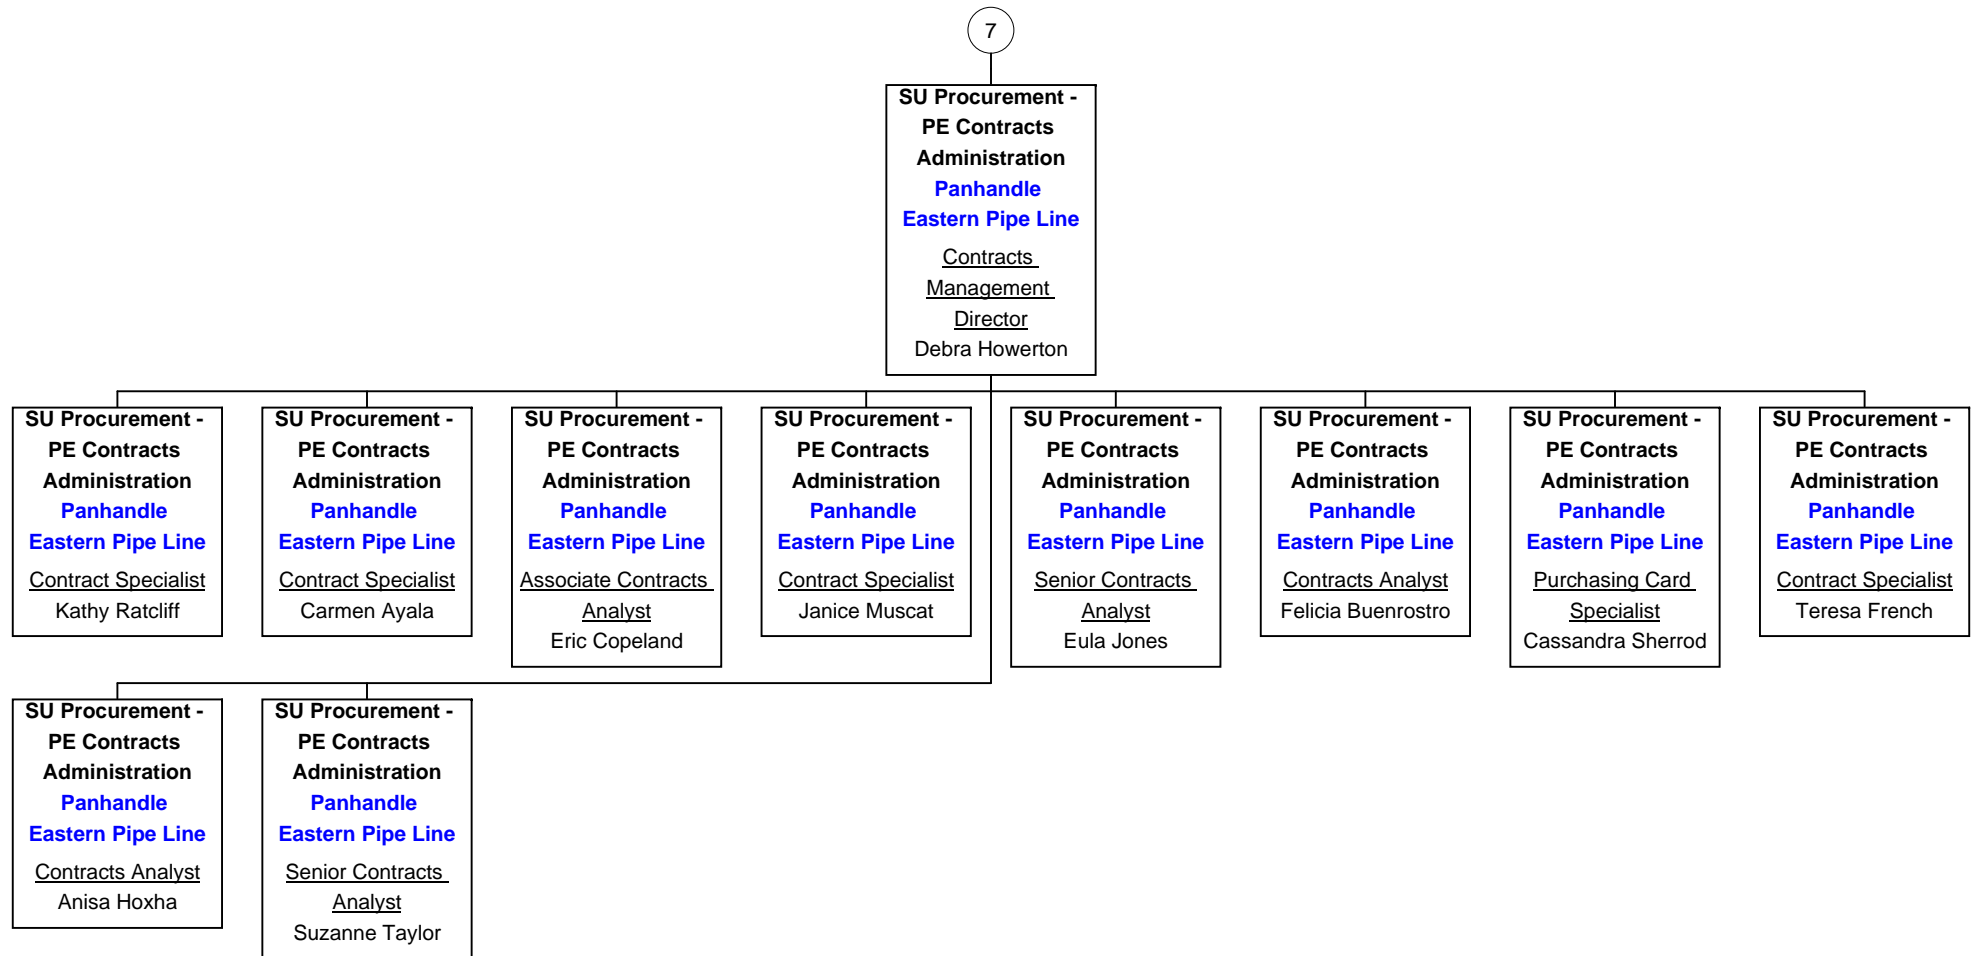 7
SU Procurement -
PE Contracts
Administration
Panhandle
Eastern Pipe Line
Contracts
Management
Director
Debra Howerton
SU Procurement -
PE Contracts
Administration
Panhandle
Eastern Pipe Line
Contract Specialist
Kathy Ratcliff
SU Procurement -
PE Contracts
Administration
Panhandle
Eastern Pipe Line
Contract Specialist
Carmen Ayala
SU Procurement -
PE Contracts
Administration
Panhandle
Eastern Pipe Line
Associate Contracts
Analyst
Eric Copeland
SU Procurement -
PE Contracts
Administration
Panhandle
Eastern Pipe Line
Contract Specialist
Janice Muscat
SU Procurement -
PE Contracts
Administration
Panhandle
Eastern Pipe Line
Senior Contracts
Analyst
Eula Jones
SU Procurement -
PE Contracts
Administration
Panhandle
Eastern Pipe Line
Contracts Analyst
Felicia Buenrostro
SU Procurement -
PE Contracts
Administration
Panhandle
Eastern Pipe Line
Purchasing Card
Specialist
Cassandra Sherrod
SU Procurement -
PE Contracts
Administration
Panhandle
Eastern Pipe Line
Contract Specialist
Teresa French
SU Procurement -
PE Contracts
Administration
Panhandle
Eastern Pipe Line
Contracts Analyst
Anisa Hoxha
SU Procurement -
PE Contracts
Administration
Panhandle
Eastern Pipe Line
Senior Contracts
Analyst
Suzanne Taylor